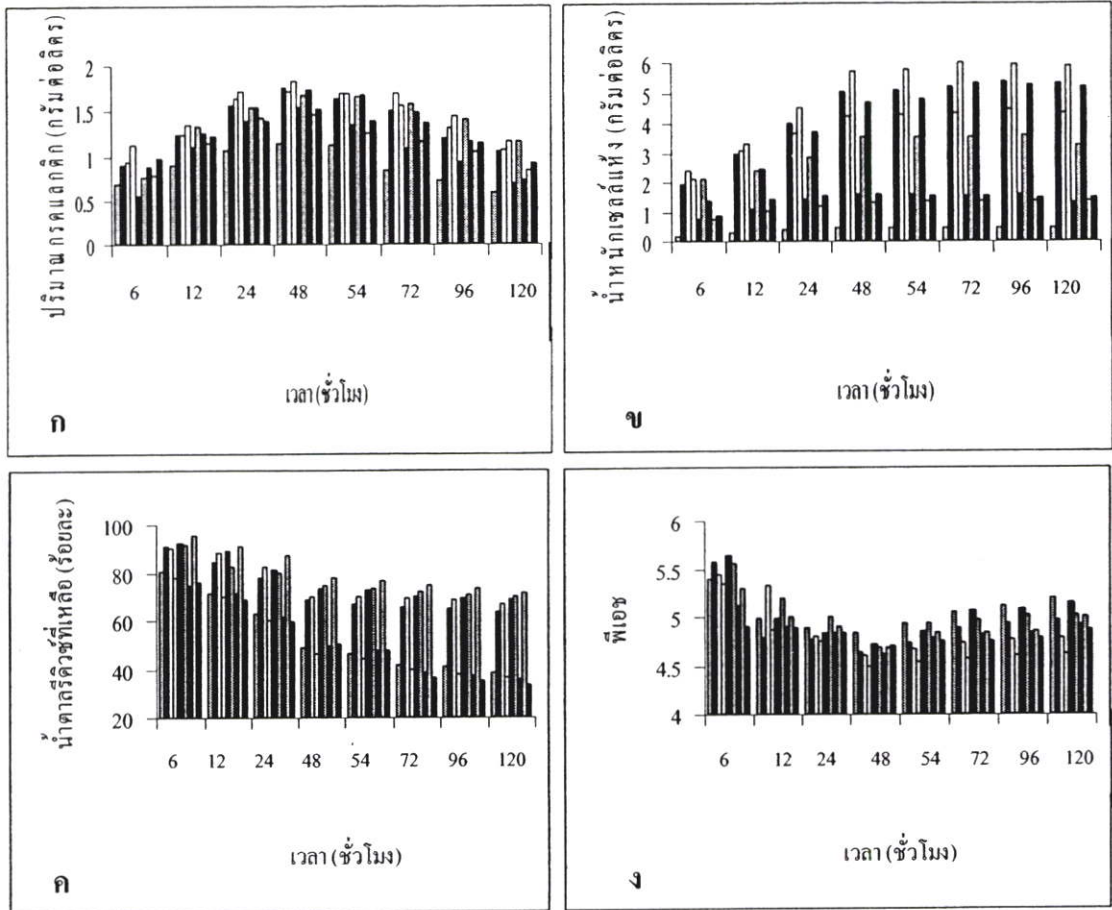 ปริมาณกรดแลกติก (กรัมต่อลิตร)
2
1.5
1
0.5
0
6 12 24 48 54 72 96 120
เวลา (ชั่วโมง)
ก
น้ำหนักเซลล์แห้ง (กรัมต่อลิตร)
6
5
4
3
2
1
0
6 12 24 48 54 72 96 120
เวลา (ชั่วโมง)
ข
น้ำตาลรีดิวซ์ที่เหลือ (ร้อยละ)
100
80
60
40
20
6 12 24 48 54 72 96 120
เวลา (ชั่วโมง)
ค
พีเอช
6
5.5
5
4.5
4
6 12 24 48 54 72 96 120
เวลา (ชั่วโมง)
ง